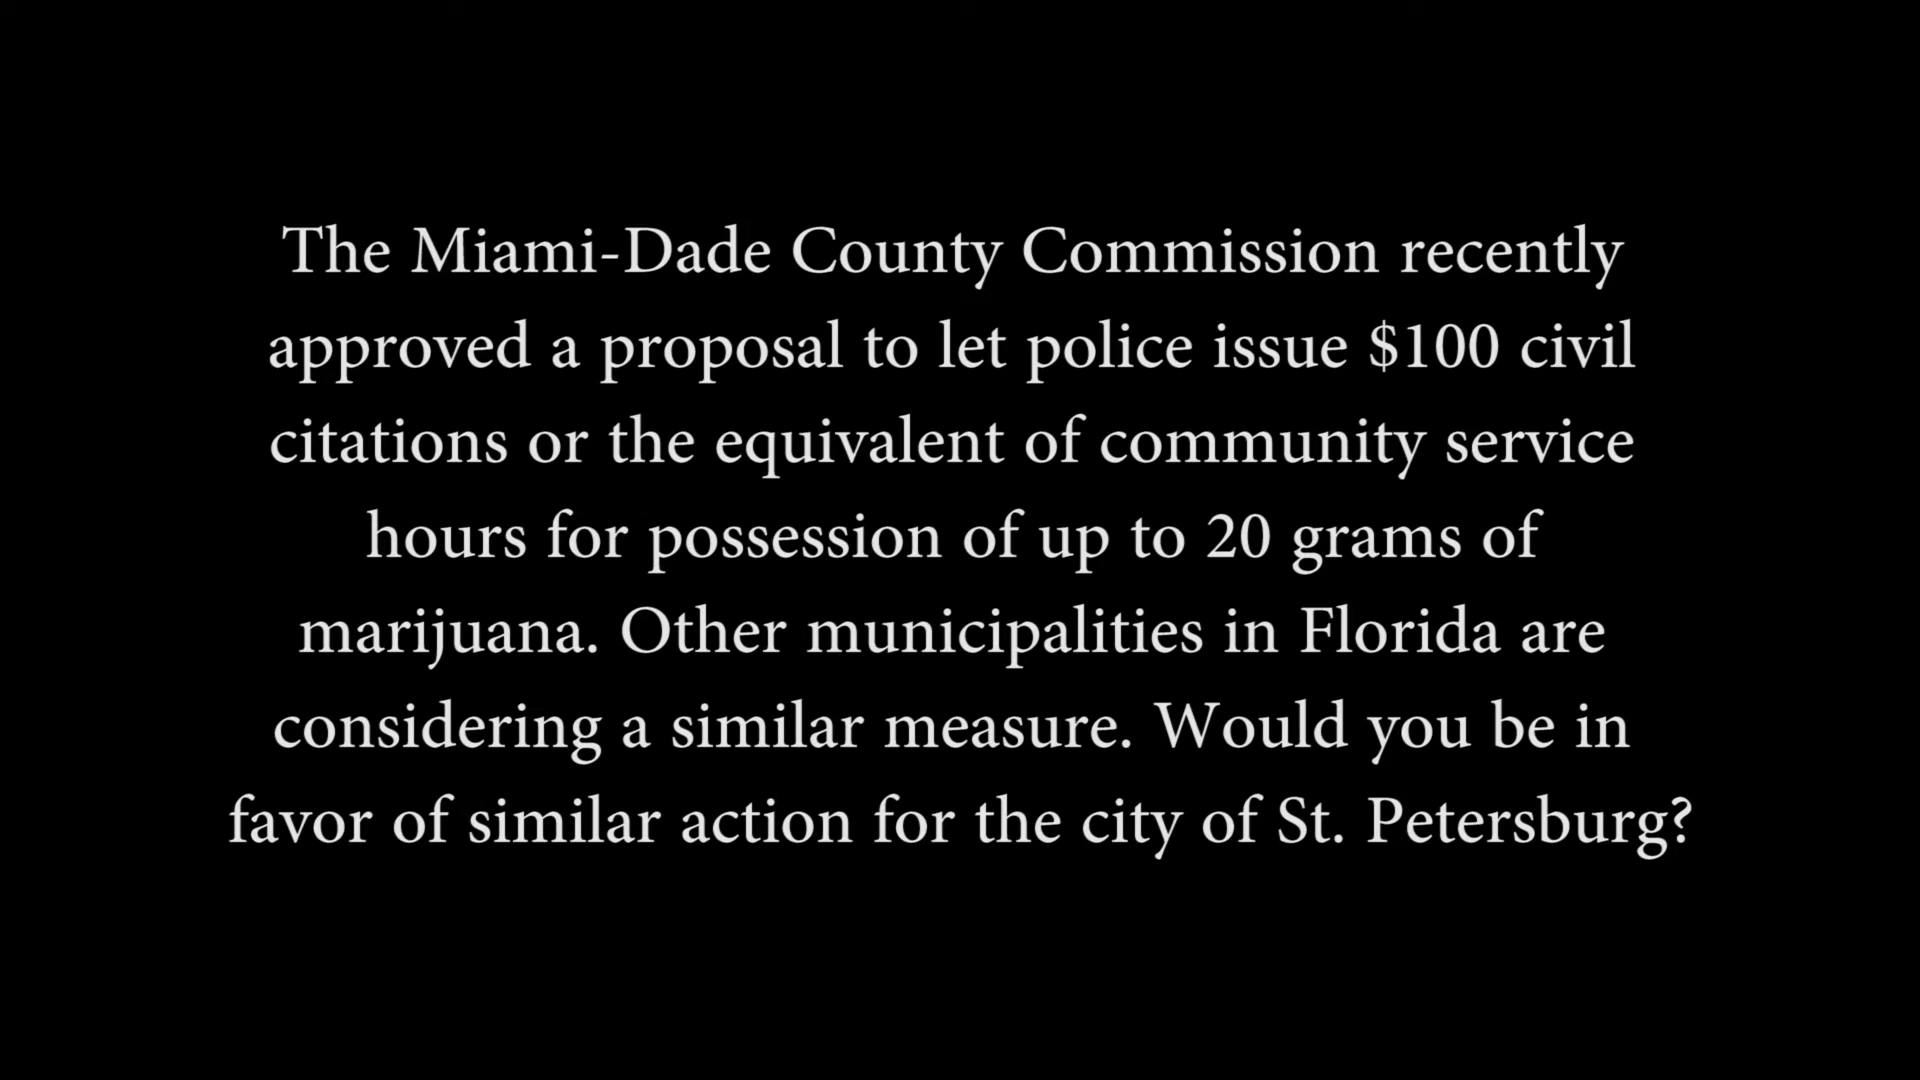 The Miami-Dade County Commission recently
approved a proposal to let police issue $100 civil
citations or the equivalent of community service
hours for possession of up to 20 grams of
marijuana. Other municipalities in Florida are
considering a similar measure. Would you be in
favor of similar action for the city of St. Petersburg?